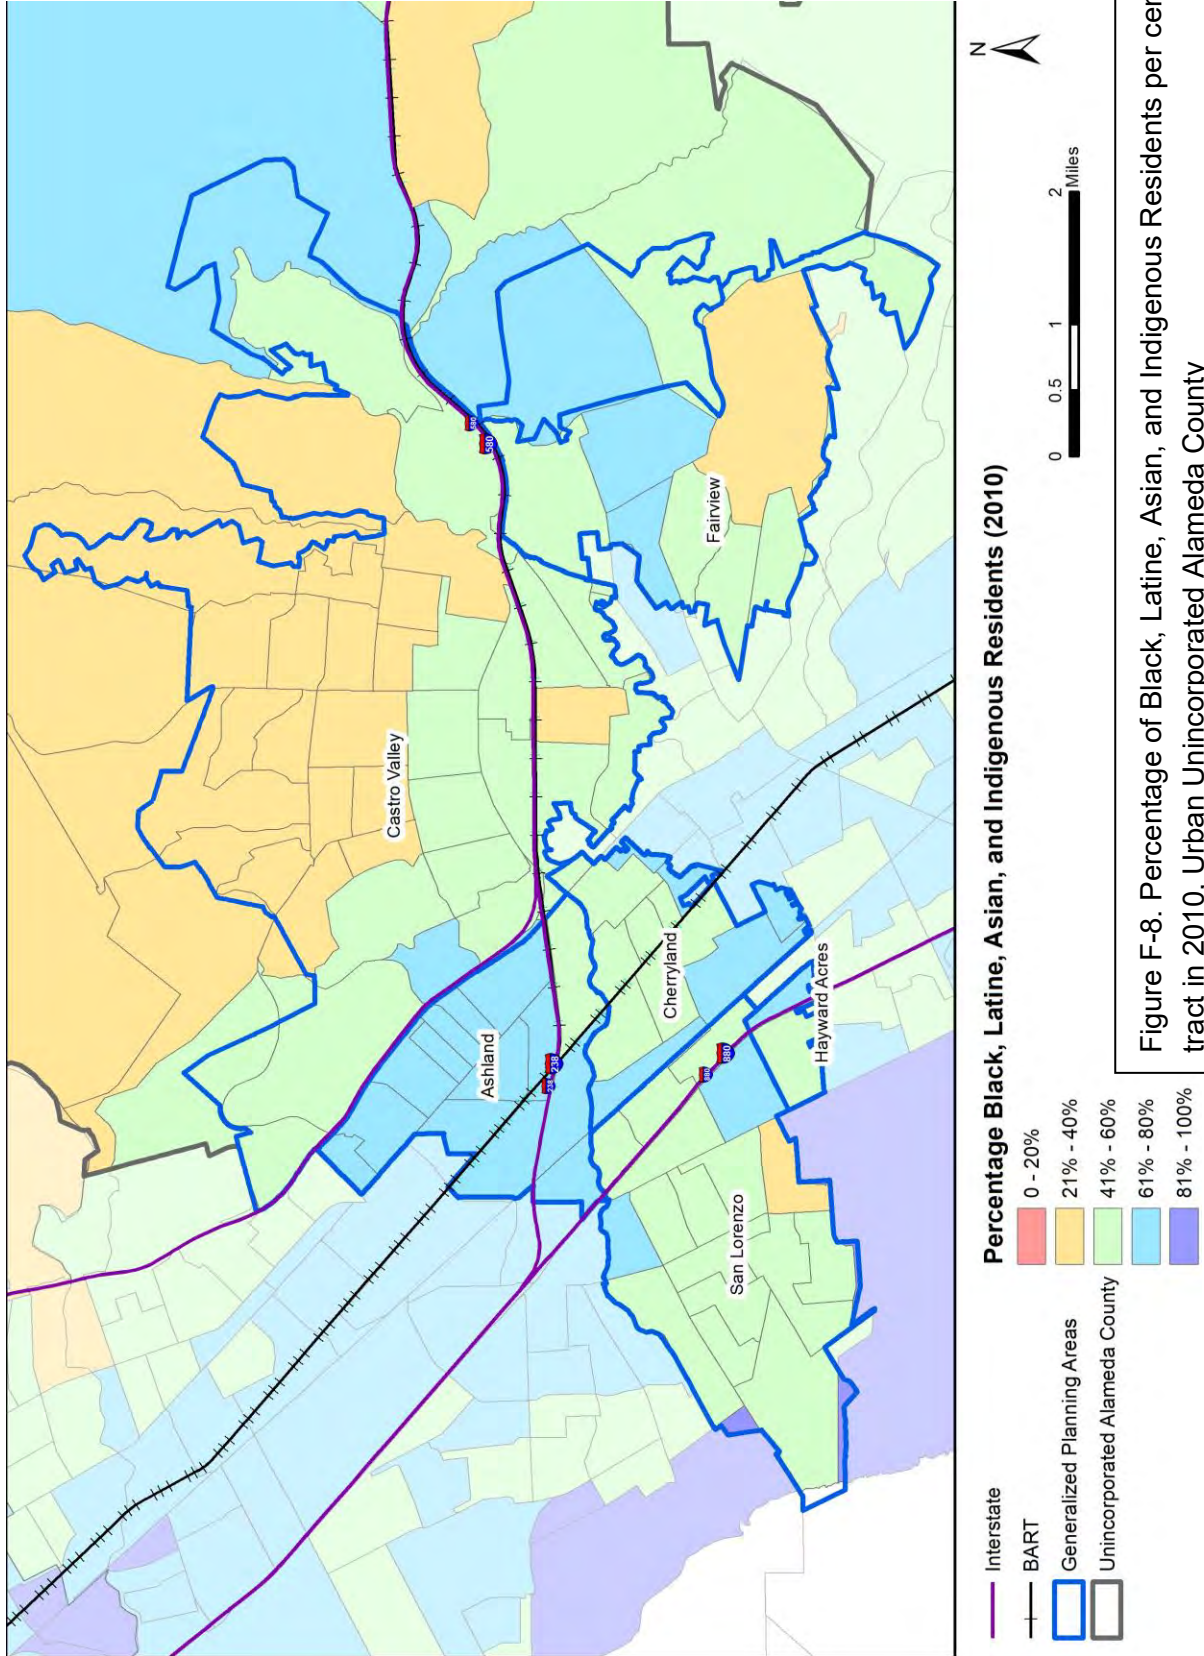 Castro Valley
Ashland
Cherryland
Fairview
Hayward Acres
San Lorenzo
580
580
238
238
880
880
N
Interstate
BART
Generalized Planning Areas
Unincorporated Alameda County
Percentage Black, Latine, Asian, and Indigenous Residents (2010)
0 - 20%
21% - 40%
41% - 60%
61% - 80%
81% - 100%
0 0.5 1 2
Miles
Figure F-8. Percentage of Black, Latine, Asian, and Indigenous Residents per cen
tract in 2010, Urban Unincorporated Alameda County